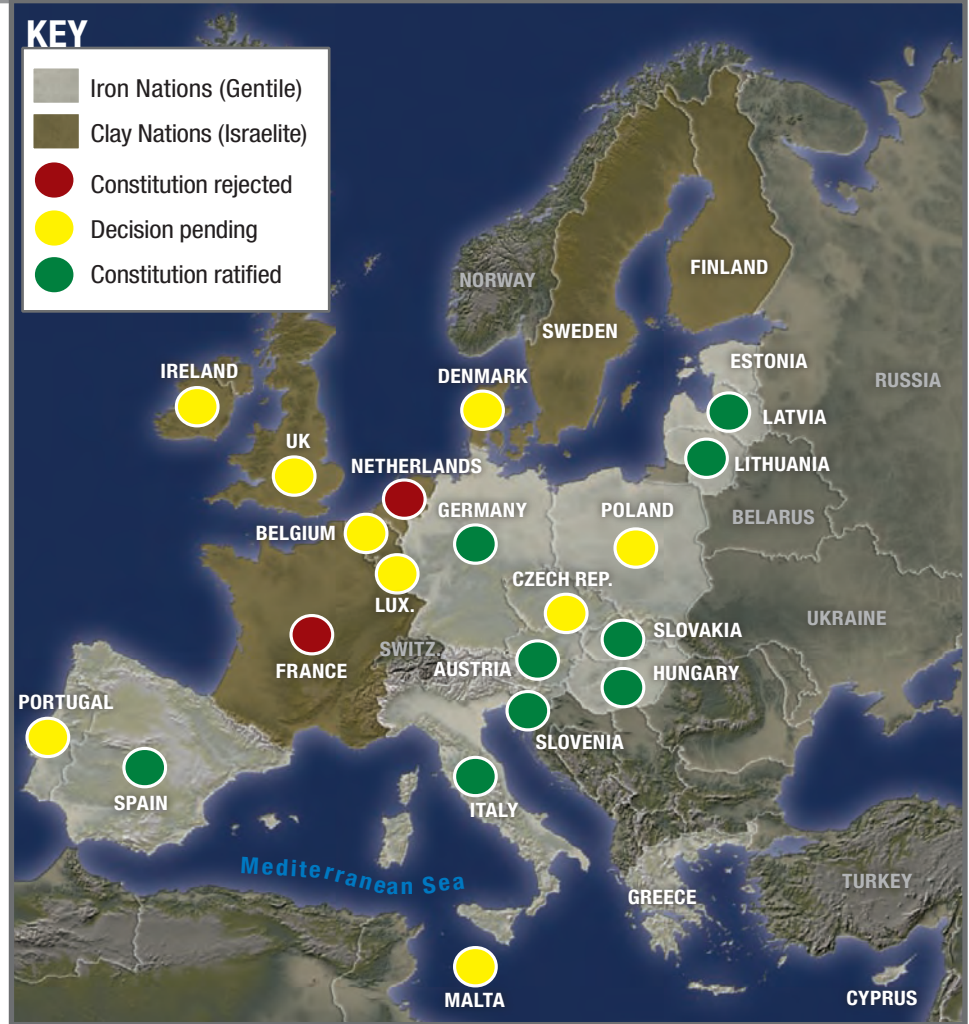 KEY
Iron Nations (Gentile)
Clay Nations (Israelite)
Constitution rejected
Decision pending
Constitution ratified
NORWAY
FINLAND
SWEDEN
ESTONIA
IRELAND
DENMARK
RUSSIA
LATVIA
UK
NETHERLANDS
LITHUANIA
GERMANY
POLAND
BELARUS
BELGIUM
CZECH REP.
LUX.
UKRAINE
SLOVAKIA
SWITZ.
AUSTRIA
FRANCE
HUNGARY
PORTUGAL
SLOVENIA
SPAIN
ITALY
Mediterranean Sea
TURKEY
GREECE
MALTA
CYPRUS